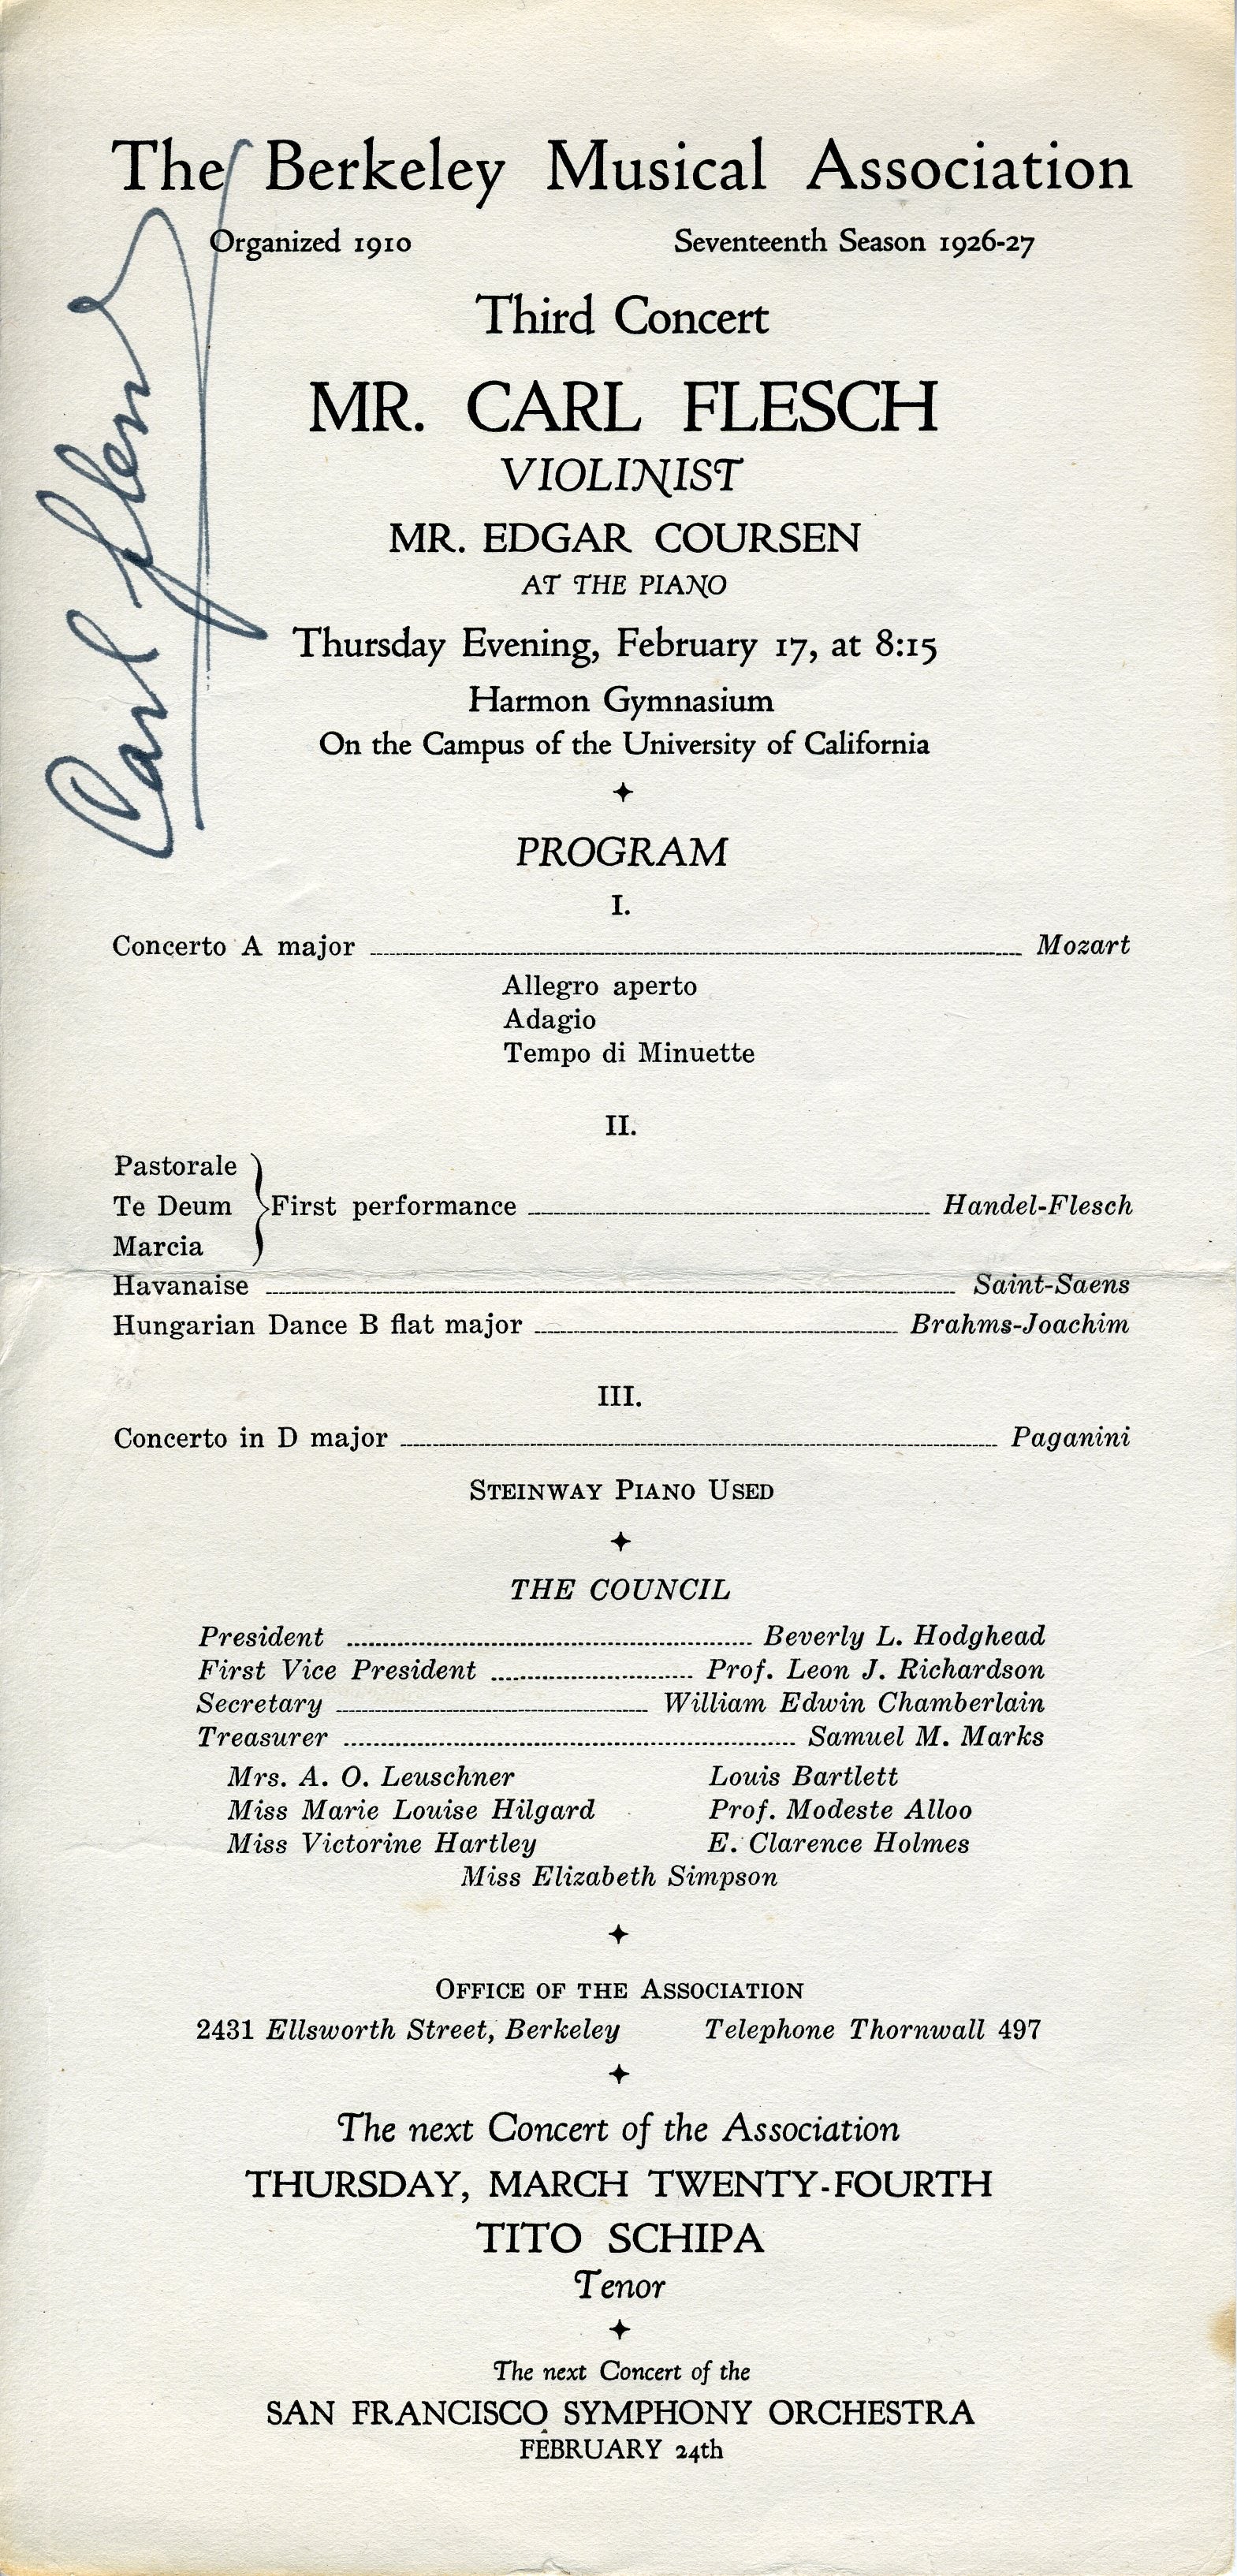 The Berkeley Musical Association
Organized 1910 Seventeenth Season 1926-27
Third Concert
MR. CARL FLESCH
VIOLINIST
MR. EDGAR COURSEN
AT THE PIANO
Thursday Evening, February 17, at 8:15
Harmon Gymnasium
On the Campus of the University of California
Carl Flesch
PROGRAM
I.
Concerto A major Mozart
Allegro aperto
Adagio
Tempo di Minuette
II.
Pastorale
Te Deum First performance Handel-Flesch
Marcia
Havanaise Saint-Saens
Hungarian Dance B flat major Brahms-Joachim
III.
Concerto in D major Paganini
STEINWAY PIANO USED
THE COUNCIL
President Beverly L. Hodghead
First Vice President Prof. Leon J. Richardson
Secretary William Edwin Chamberlain
Treasurer Samuel M. Marks
Mrs. A. O. Leuschner Louis Bartlett
Miss Marie Louise Hilgard Prof. Modeste Alloo
Miss Victorine Hartley E. Clarence Holmes
Miss Elizabeth Simpson
OFFICE OF THE ASSOCIATION
2431 Ellsworth Street, Berkeley Telephone Thornwall 497
The next Concert of the Association
THURSDAY, MARCH TWENTY-FOURTH
TITO SCHIPA
Tenor
The next Concert of the
SAN FRANCISCO SYMPHONY ORCHESTRA
FEBRUARY 24th